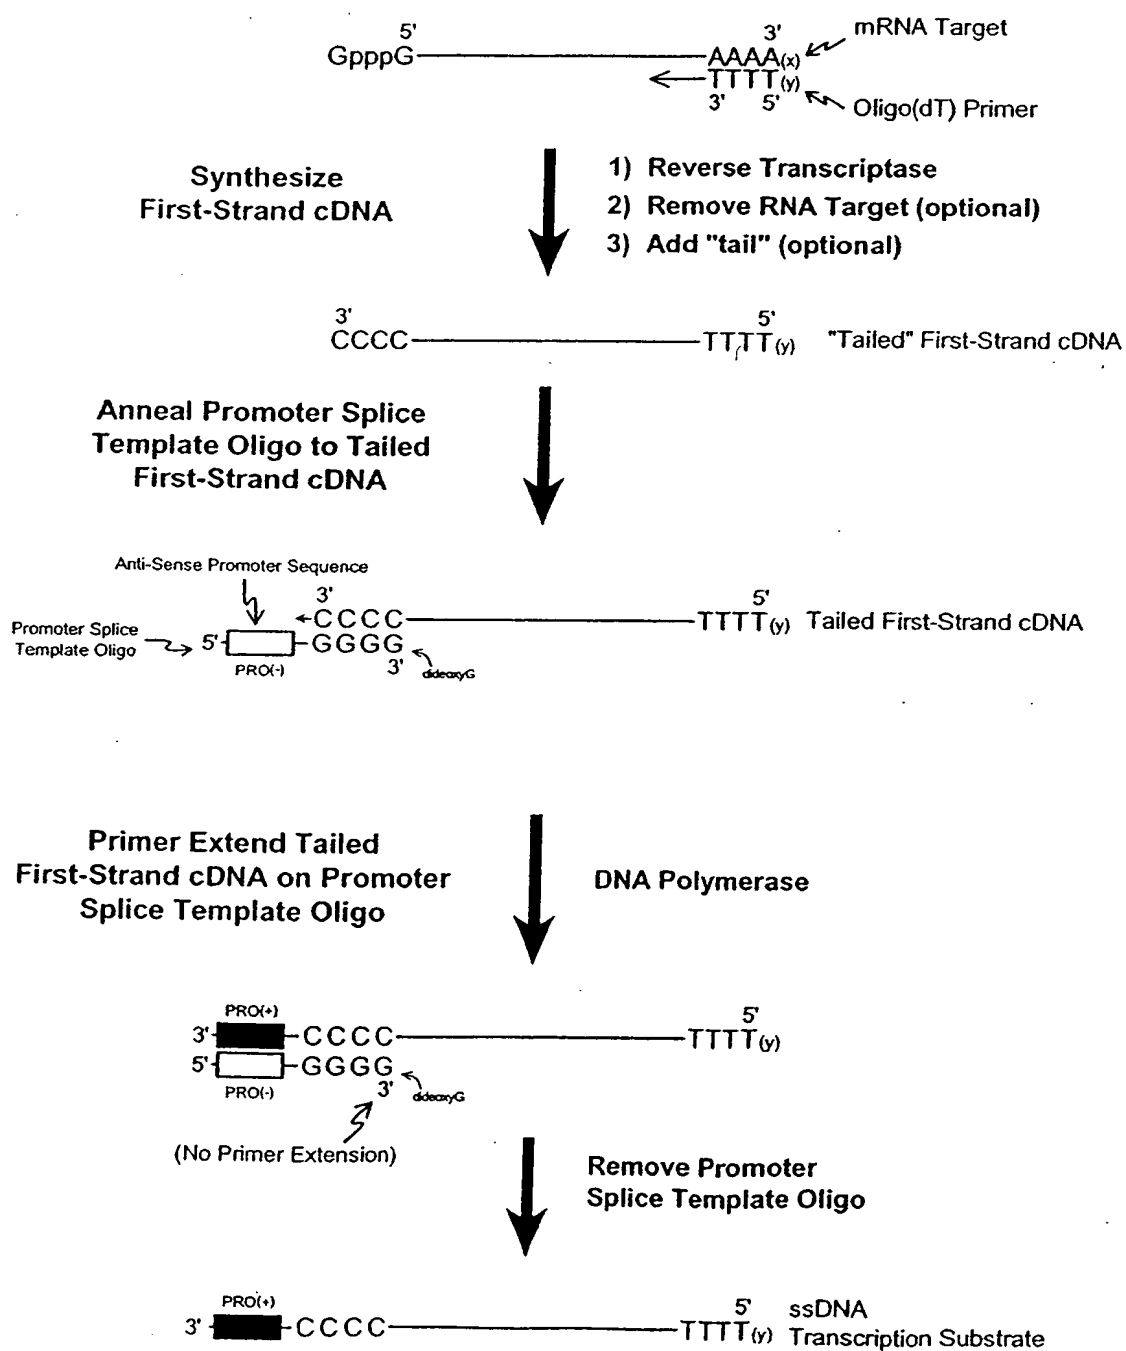 5'
3'
mRNA Target
GpppG
AAAA(x)
TTTT(y)
3'
5'
Oligo(dT) Primer
Synthesize
First-Strand cDNA
1) Reverse Transcriptase
2) Remove RNA Target (optional)
3) Add "tail" (optional)
3'
5'
CCCC
TTTT(y)
"Tailed" First-Strand cDNA
Anneal Promoter Splice
Template Oligo to Tailed
First-Strand cDNA
Anti-Sense Promoter Sequence
3'
5'
CCCC
TTTT(y)
Tailed First-Strand cDNA
Promoter Splice
Template Oligo
5'
GGGG
PRO(-)
3'
dideoxyG
Primer Extend Tailed
First-Strand cDNA on Promoter
Splice Template Oligo
DNA Polymerase
PRO(+)
5'
3'
CCCC
TTTT(y)
5'
GGGG
PRO(-)
3'
dideoxyG
(No Primer Extension)
Remove Promoter
Splice Template Oligo
PRO(+)
5'
3'
CCCC
TTTT(y)
ssDNA
Transcription Substrate